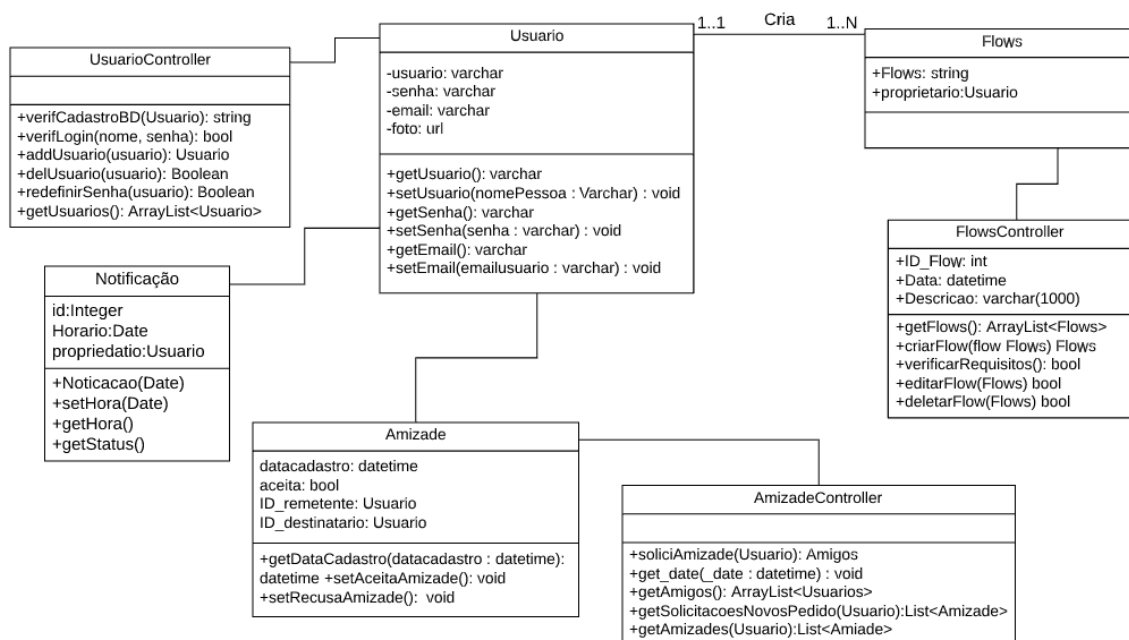 UsuarioController
+verifCadastroBD(Usuario): string
+verifLogin(nome, senha): bool
+addUsuario(usuario): Usuario
+delUsuario(usuario): Boolean
+redefinirSenha(usuario): Boolean
+getUsuarios(): ArrayList<Usuario>
Usuario
-usuario: varchar
-senha: varchar
-email: varchar
-foto: url
+getUsuario(): varchar
+setUsuario(nomePessoa : Varchar) : void
+getSenha(): varchar
+setSenha(senha : varchar) : void
+getEmail(): varchar
+setEmail(emailusuario : varchar) : void
1..1 Cria 1..N
Flows
+Flows: string
+proprietario:Usuario
FlowsController
+ID_Flow: int
+Data: datetime
+Descricao: varchar(1000)
+getFlows(): ArrayList<Flows>
+criarFlow(flow Flows) Flows
+verificarRequisitos(): bool
+editarFlow(Flows) bool
+deletarFlow(Flows) bool
Notificação
id:Integer
Horario:Date
propriedatio:Usuario
+Noticacao(Date)
+setHora(Date)
+getHora()
+getStatus()
Amizade
datacadastro: datetime
aceita: bool
ID_remetente: Usuario
ID_destinatario: Usuario
+getDataCadastro(datacadastro : datetime):
datetime +setAceitaAmizade(): void
+setRecusaAmizade(): void
AmizadeController
+soliciAmizade(Usuario): Amigos
+get_date(_date : datetime) : void
+getAmigos(): ArrayList<Usuarios>
+getSolicitacoesNovosPedido(Usuario):List<Amizade>
+getAmizades(Usuario):List<Amiade>